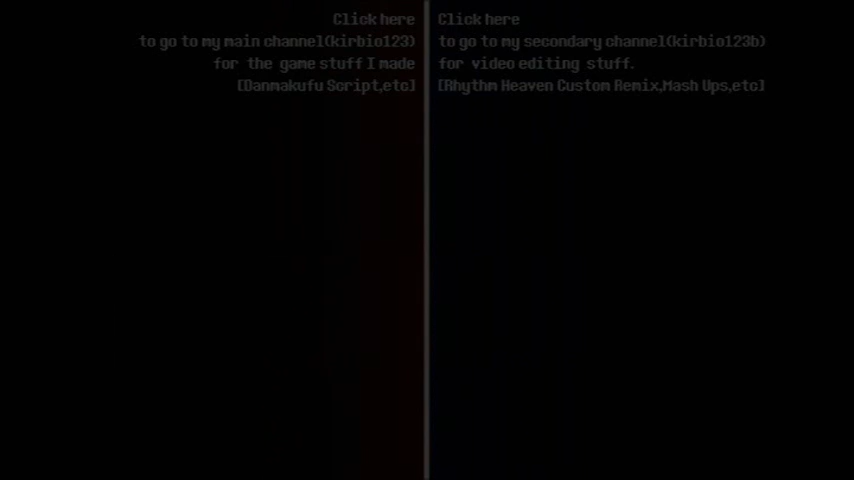 Click here
to go to my main channel(kirbio123)
for the game stuff I made
[Danmakufu Script,etc]
Click here
to go to my secondary channel(kirbio123b)
for video editing stuff.
[Rhythm Heaven Custom Remix,Mash Ups,etc]